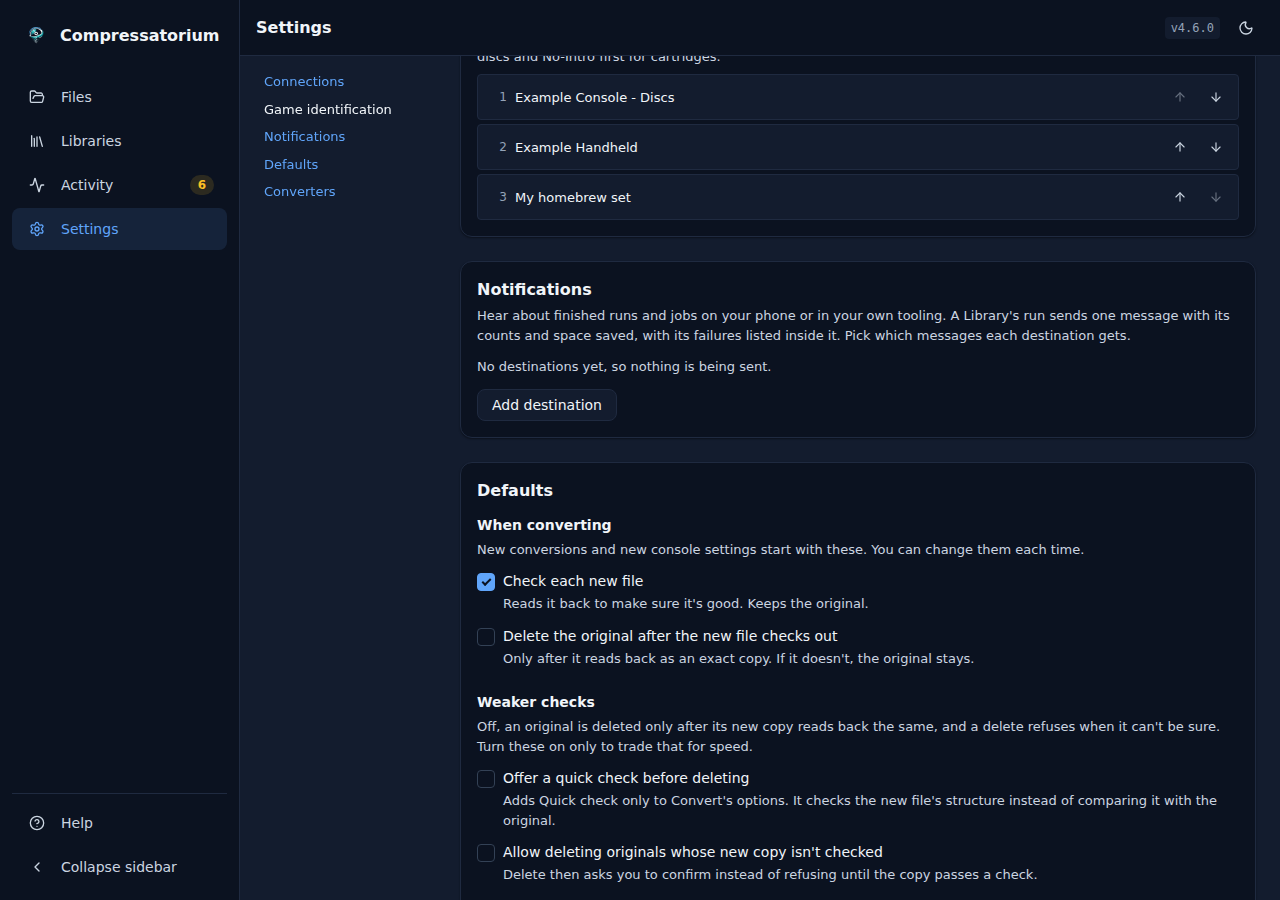 Compressatorium
Settings
v4.6.0
Files
Libraries
Activity
6
Settings
Help
Collapse sidebar
Connections
Game identification
Notifications
Defaults
Converters
discs and No-Intro first for cartridges.
1 Example Console - Discs
2 Example Handheld
3 My homebrew set
Notifications
Hear about finished runs and jobs on your phone or in your own tooling. A Library's run sends one message with its
counts and space saved, with its failures listed inside it. Pick which messages each destination gets.
No destinations yet, so nothing is being sent.
Add destination
Defaults
When converting
New conversions and new console settings start with these. You can change them each time.
Check each new file
Reads it back to make sure it's good. Keeps the original.
Delete the original after the new file checks out
Only after it reads back as an exact copy. If it doesn't, the original stays.
Weaker checks
Off, an original is deleted only after its new copy reads back the same, and a delete refuses when it can't be sure.
Turn these on only to trade that for speed.
Offer a quick check before deleting
Adds Quick check only to Convert's options. It checks the new file's structure instead of comparing it with the
original.
Allow deleting originals whose new copy isn't checked
Delete then asks you to confirm instead of refusing until the copy passes a check.